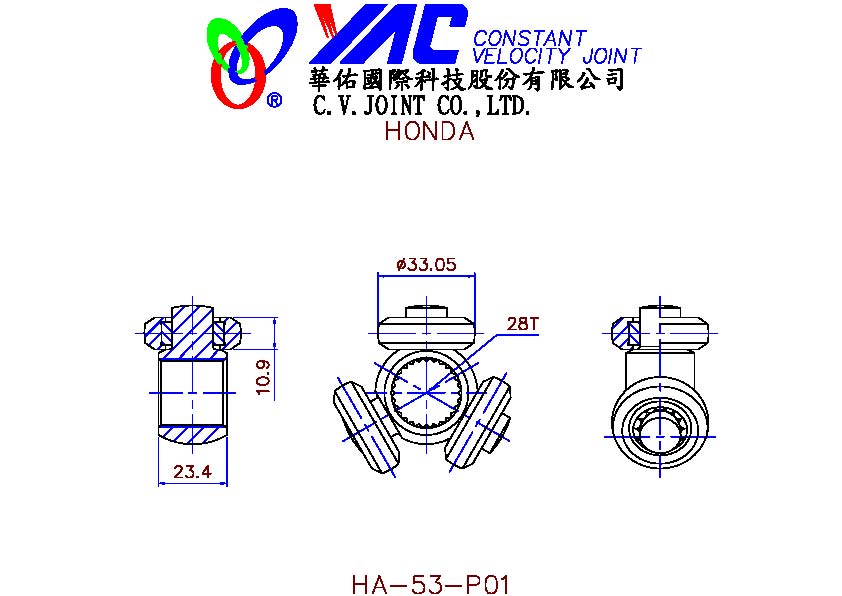 YAC CONSTANT
VELOCITY JOINT
®
華佑國際科技股份有限公司
C.V.JOINT CO.,LTD.
HONDA
ø33.05
28T
10.9
23.4
HA-53-P01